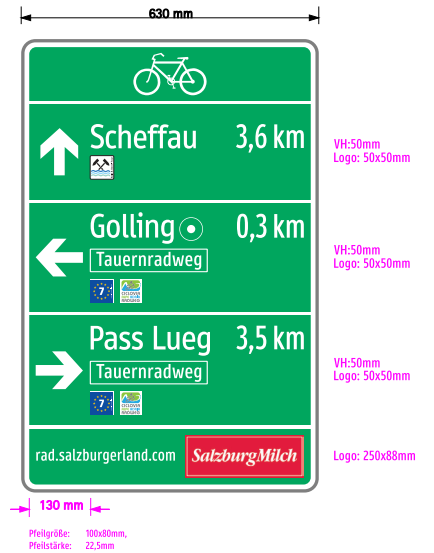 630 mm
Scheffau 3,6 km
VH:50mm
Logo: 50x50mm
Golling 0,3 km
Tauernradweg
7
VH:50mm
Logo: 50x50mm
Pass Lueg 3,5 km
Tauernradweg
7
VH:50mm
Logo: 50x50mm
rad.salzburgerland.com
SalzburgMilch
Logo: 250x88mm
130 mm
Pfeilgröße: 100x80mm,
Pfeilstärke: 22,5mm